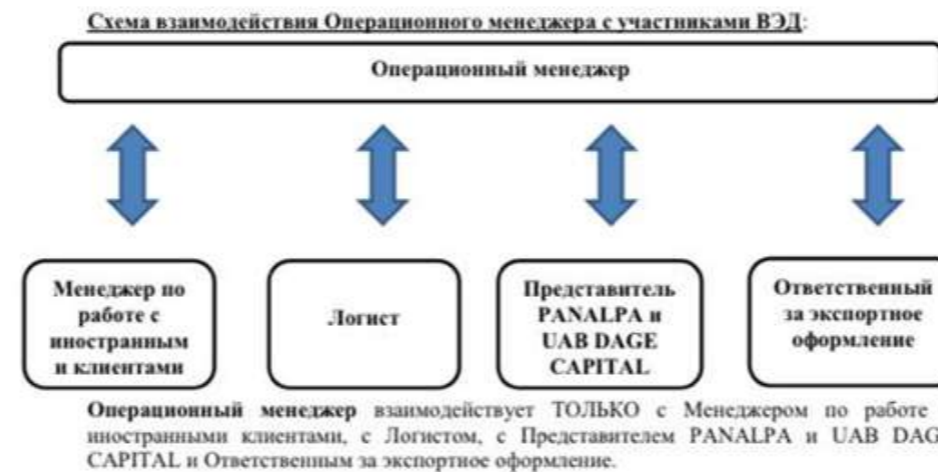 Схема взаимодействия Операционного менеджера с участниками ВЭД:
Операционный менеджер
Менеджер по
работе с
иностранным
и клиентами
Логист
Представитель
PANALPA и
UAB DAGE
CAPITAL
Ответственный
за экспортное
оформление
Операционный менеджер взаимодействует ТОЛЬКО с Менеджером по работе
иностранными клиентами, с Логистом, с Представителем PANALPA и UAB DAG
CAPITAL и Ответственным за экспортное оформление.